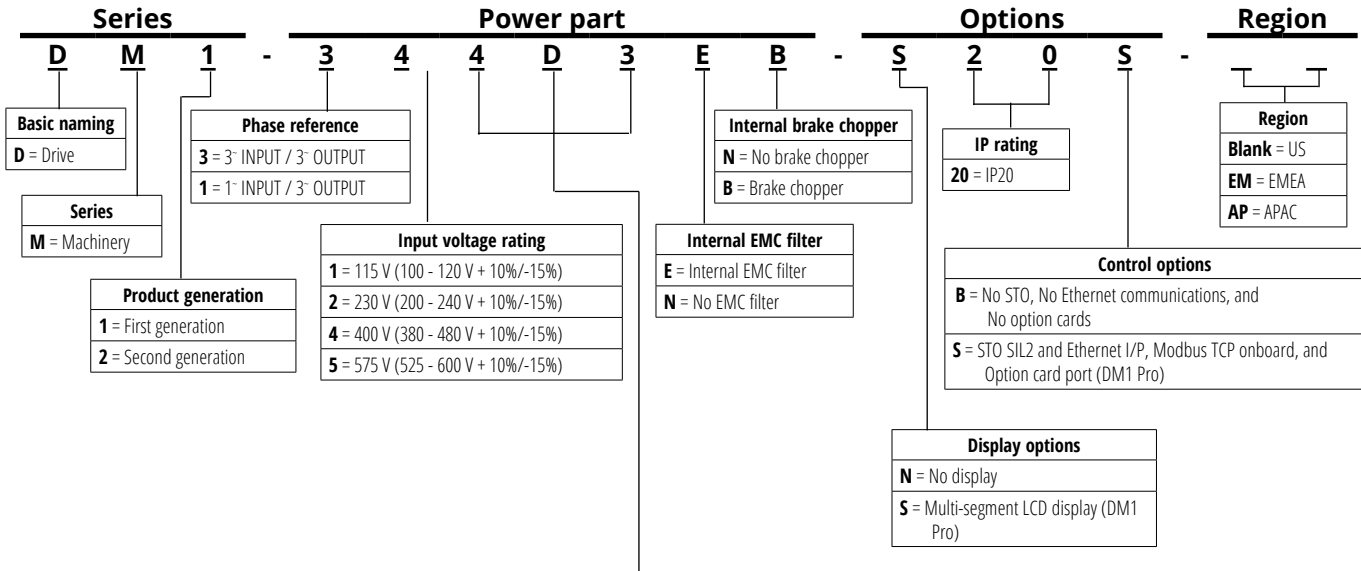 Series Power part Options Region
D M 1 - 3 4 4 D 3 E B - S 2 0 S -
Basic naming
D = Drive
Series
M = Machinery
Product generation
1 = First generation
2 = Second generation
Phase reference
3 = 3~ INPUT / 3~ OUTPUT
1 = 1~ INPUT / 3~ OUTPUT
Input voltage rating
1 = 115 V (100 - 120 V + 10%/-15%)
2 = 230 V (200 - 240 V + 10%/-15%)
4 = 400 V (380 - 480 V + 10%/-15%)
5 = 575 V (525 - 600 V + 10%/-15%)
Internal brake chopper
N = No brake chopper
B = Brake chopper
Internal EMC filter
E = Internal EMC filter
N = No EMC filter
IP rating
20 = IP20
Region
Blank = US
EM = EMEA
AP = APAC
Control options
B = No STO, No Ethernet communications, and
No option cards
S = STO SIL2 and Ethernet I/P, Modbus TCP onboard, and
Option card port (DM1 Pro)
Display options
N = No display
S = Multi-segment LCD display (DM1
Pro)